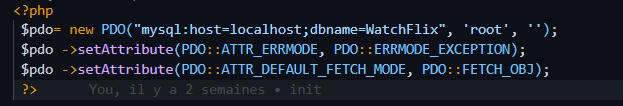 <?php
$pdo= new PDO("mysql:host=localhost;dbname=WatchFlix", 'root', '');
$pdo ->setAttribute(PDO::ATTR_ERRMODE, PDO::ERRMODE_EXCEPTION);
$pdo ->setAttribute(PDO::ATTR_DEFAULT_FETCH_MODE, PDO::FETCH_OBJ);
?> You, il y a 2 semaines • init